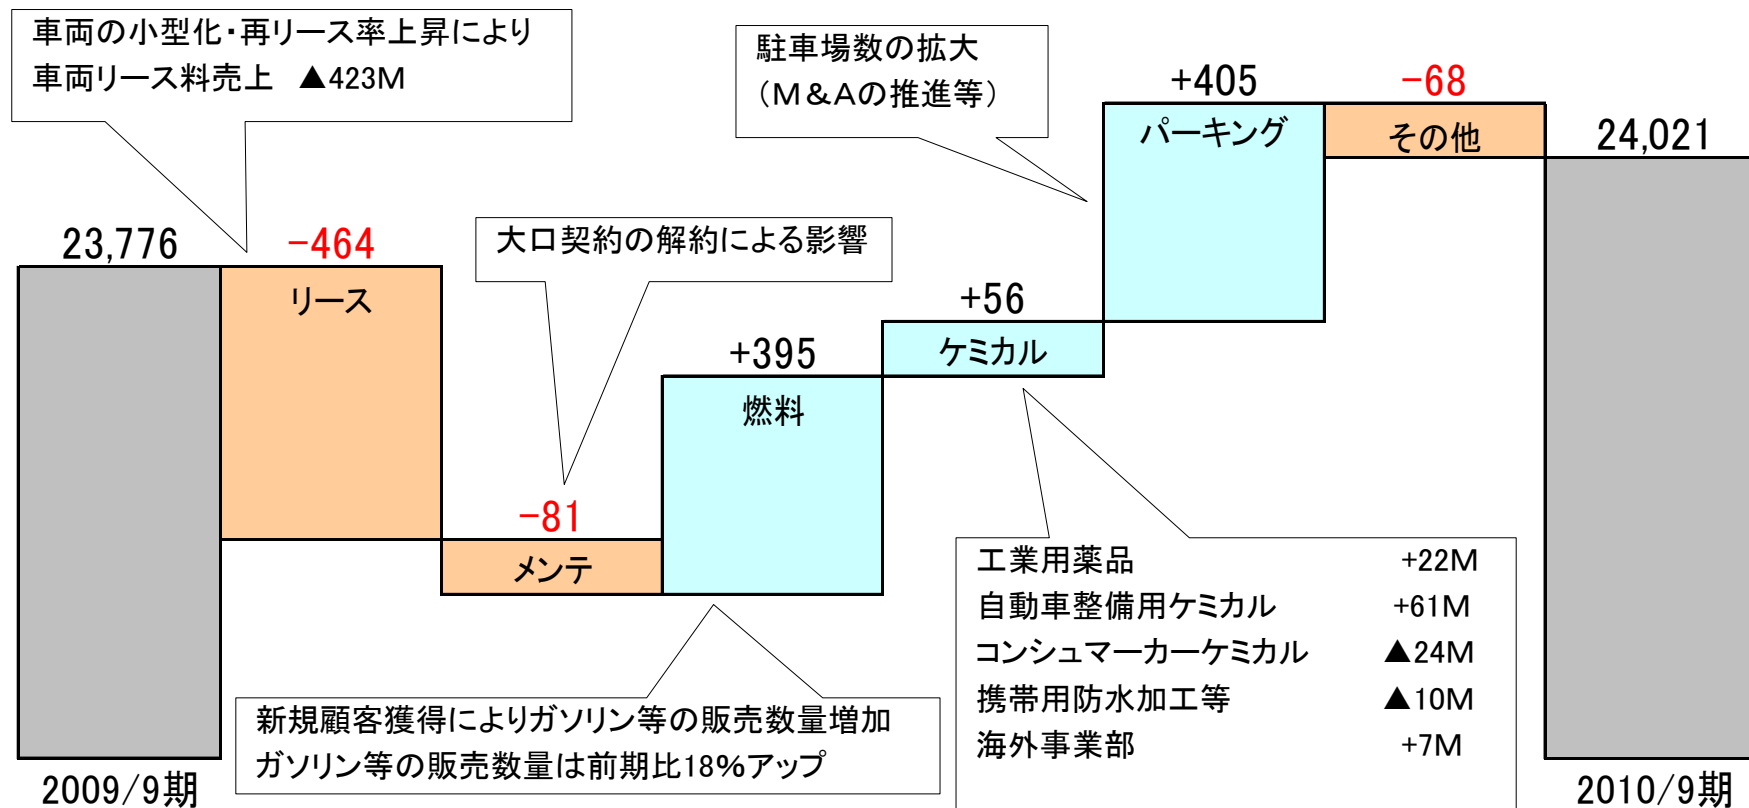 車両の小型化・再リース率上昇により
車両リース料売上　▲423M
駐車場数の拡大
（M＆Aの推進等）
+405
-68
パーキング
その他
24,021
23,776
-464
リース
大口契約の解約による影響
+56
ケミカル
+395
燃料
-81
メンテ
工業用薬品 +22M
自動車整備用ケミカル +61M
コンシュマーカーケミカル ▲24M
携帯用防水加工等 ▲10M
海外事業部 +7M
新規顧客獲得によりガソリン等の販売数量増加
ガソリン等の販売数量は前期比18%アップ
2009/9期
2010/9期